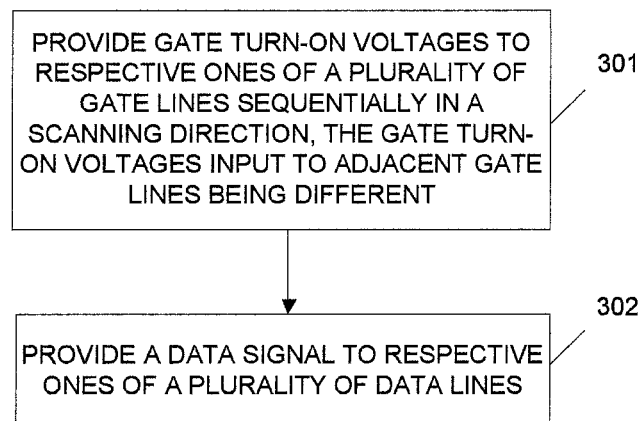 PROVIDE GATE TURN-ON VOLTAGES TO
RESPECTIVE ONES OF A PLURALITY OF
GATE LINES SEQUENTIALLY IN A
SCANNING DIRECTION, THE GATE TURN-
ON VOLTAGES INPUT TO ADJACENT GATE
LINES BEING DIFFERENT
301
302
PROVIDE A DATA SIGNAL TO RESPECTIVE
ONES OF A PLURALITY OF DATA LINES